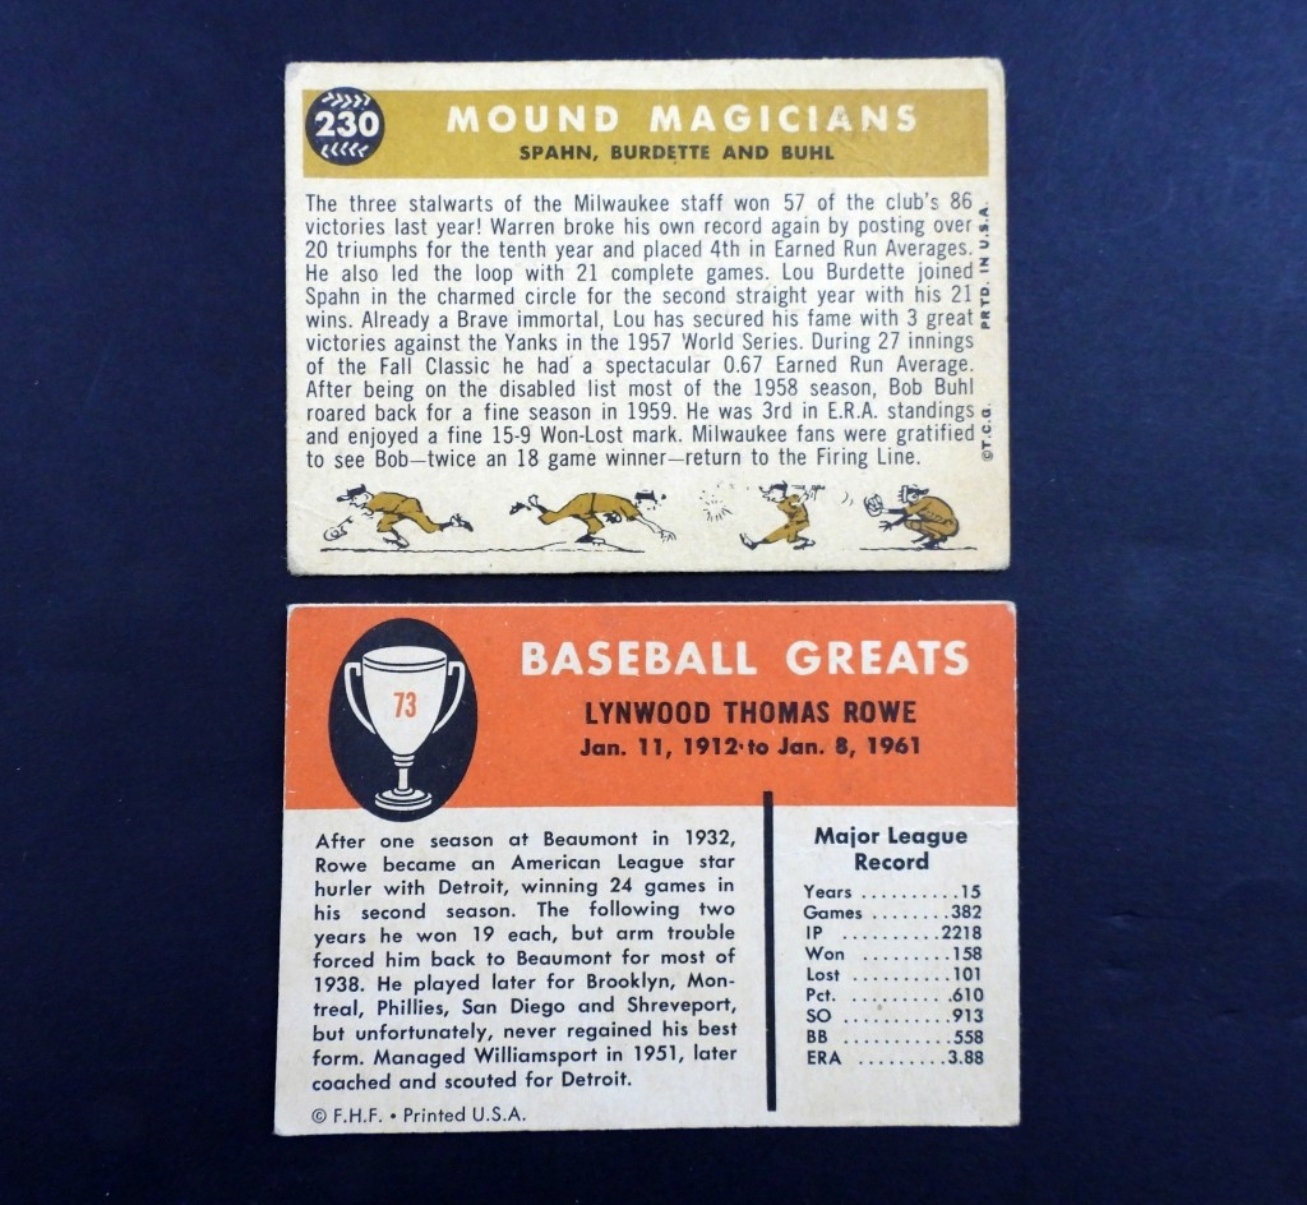 230
MOUND MAGICIANS
SPAHN, BURDETTE AND BUHL
The three stalwarts of the Milwaukee staff won 57 of the club's 86
victories last year! Warren broke his own record again by posting over
20 triumphs for the tenth year and placed 4th in Earned Run Averages.
He also led the loop with 21 complete games. Lou Burdette joined
Spahn in the charmed circle for the second straight year with his 21
wins. Already a Brave immortal, Lou has secured his fame with 3 great
victories against the Yanks in the 1957 World Series. During 27 innings
of the Fall Classic he had a spectacular 0.67 Earned Run Average.
After being on the disabled list most of the 1958 season, Bob Buhl
roared back for a fine season in 1959. He was 3rd in E.R.A. standings
and enjoyed a fine 15-9 Won-Lost mark. Milwaukee fans were gratified
to see Bob—twice an 18 game winner—return to the Firing Line.
©T.C.G. PRTD. IN U.S.A.
73
BASEBALL GREATS
LYNWOOD THOMAS ROWE
Jan. 11, 1912 to Jan. 8, 1961
After one season at Beaumont in 1932,
Rowe became an American League star
hurler with Detroit, winning 24 games in
his second season. The following two
years he won 19 each, but arm trouble
forced him back to Beaumont for most of
1938. He played later for Brooklyn, Mon-
treal, Phillies, San Diego and Shreveport,
but unfortunately, never regained his best
form. Managed Williamsport in 1951, later
coached and scouted for Detroit.
© F.H.F. • Printed U.S.A.
Major League
Record
Years ..........15
Games ........382
IP ..........2218
Won .........158
Lost ..........101
Pct. ..........610
SO ...........913
BB ...........558
ERA .........3.88